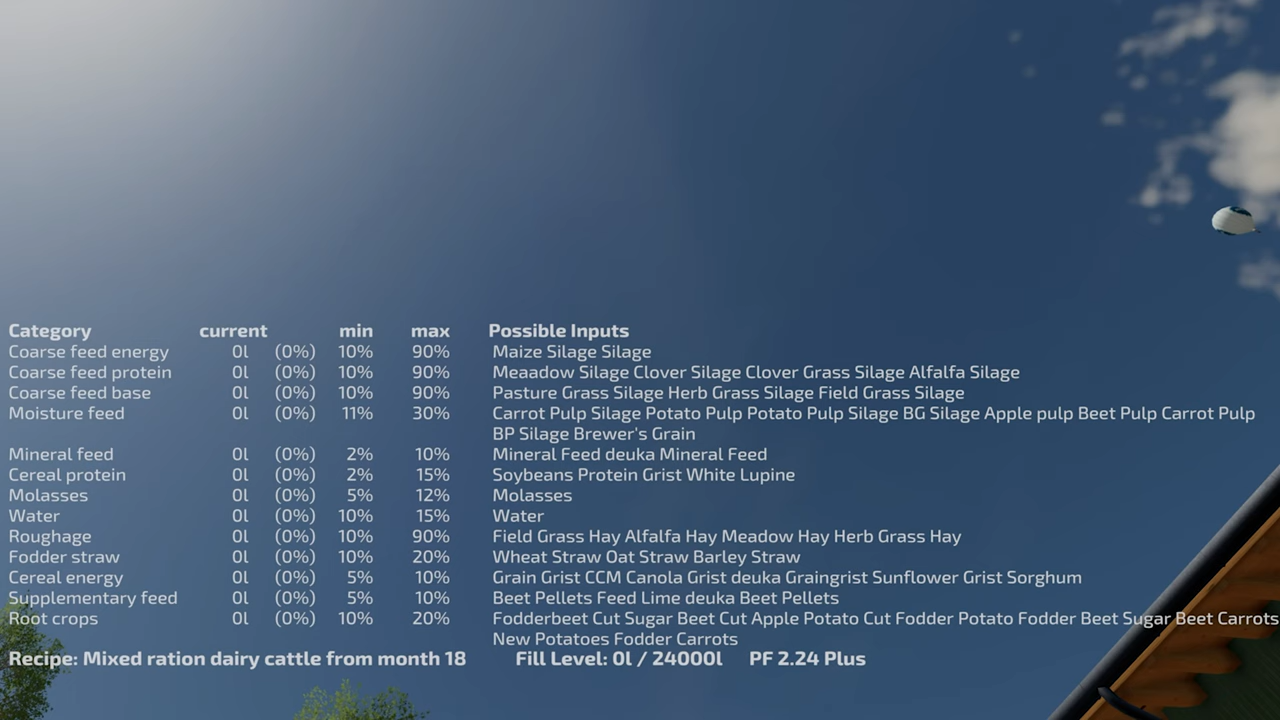 Category current min max Possible Inputs
Coarse feed energy 0l (0%) 10% 90% Maize Silage Silage
Coarse feed protein 0l (0%) 10% 90% Meaadow Silage Clover Silage Clover Grass Silage Alfalfa Silage
Coarse feed base 0l (0%) 10% 90% Pasture Grass Silage Herb Grass Silage Field Grass Silage
Moisture feed 0l (0%) 11% 30% Carrot Pulp Silage Potato Pulp Potato Pulp Silage BG Silage Apple pulp Beet Pulp Carrot Pulp
BP Silage Brewer's Grain
Mineral feed 0l (0%) 2% 10% Mineral Feed deuka Mineral Feed
Cereal protein 0l (0%) 2% 15% Soybeans Protein Grist White Lupine
Molasses 0l (0%) 5% 12% Molasses
Water 0l (0%) 10% 15% Water
Roughage 0l (0%) 10% 90% Field Grass Hay Alfalfa Hay Meadow Hay Herb Grass Hay
Fodder straw 0l (0%) 10% 20% Wheat Straw Oat Straw Barley Straw
Cereal energy 0l (0%) 5% 10% Grain Grist CCM Canola Grist deuka Graingrist Sunflower Grist Sorghum
Supplementary feed 0l (0%) 5% 10% Beet Pellets Feed Lime deuka Beet Pellets
Root crops 0l (0%) 10% 20% Fodderbeet Cut Sugar Beet Cut Apple Potato Cut Fodder Potato Fodder Beet Sugar Beet Carrots
New Potatoes Fodder Carrots
Recipe: Mixed ration dairy cattle from month 18 Fill Level: 0l / 24000l PF 2.24 Plus